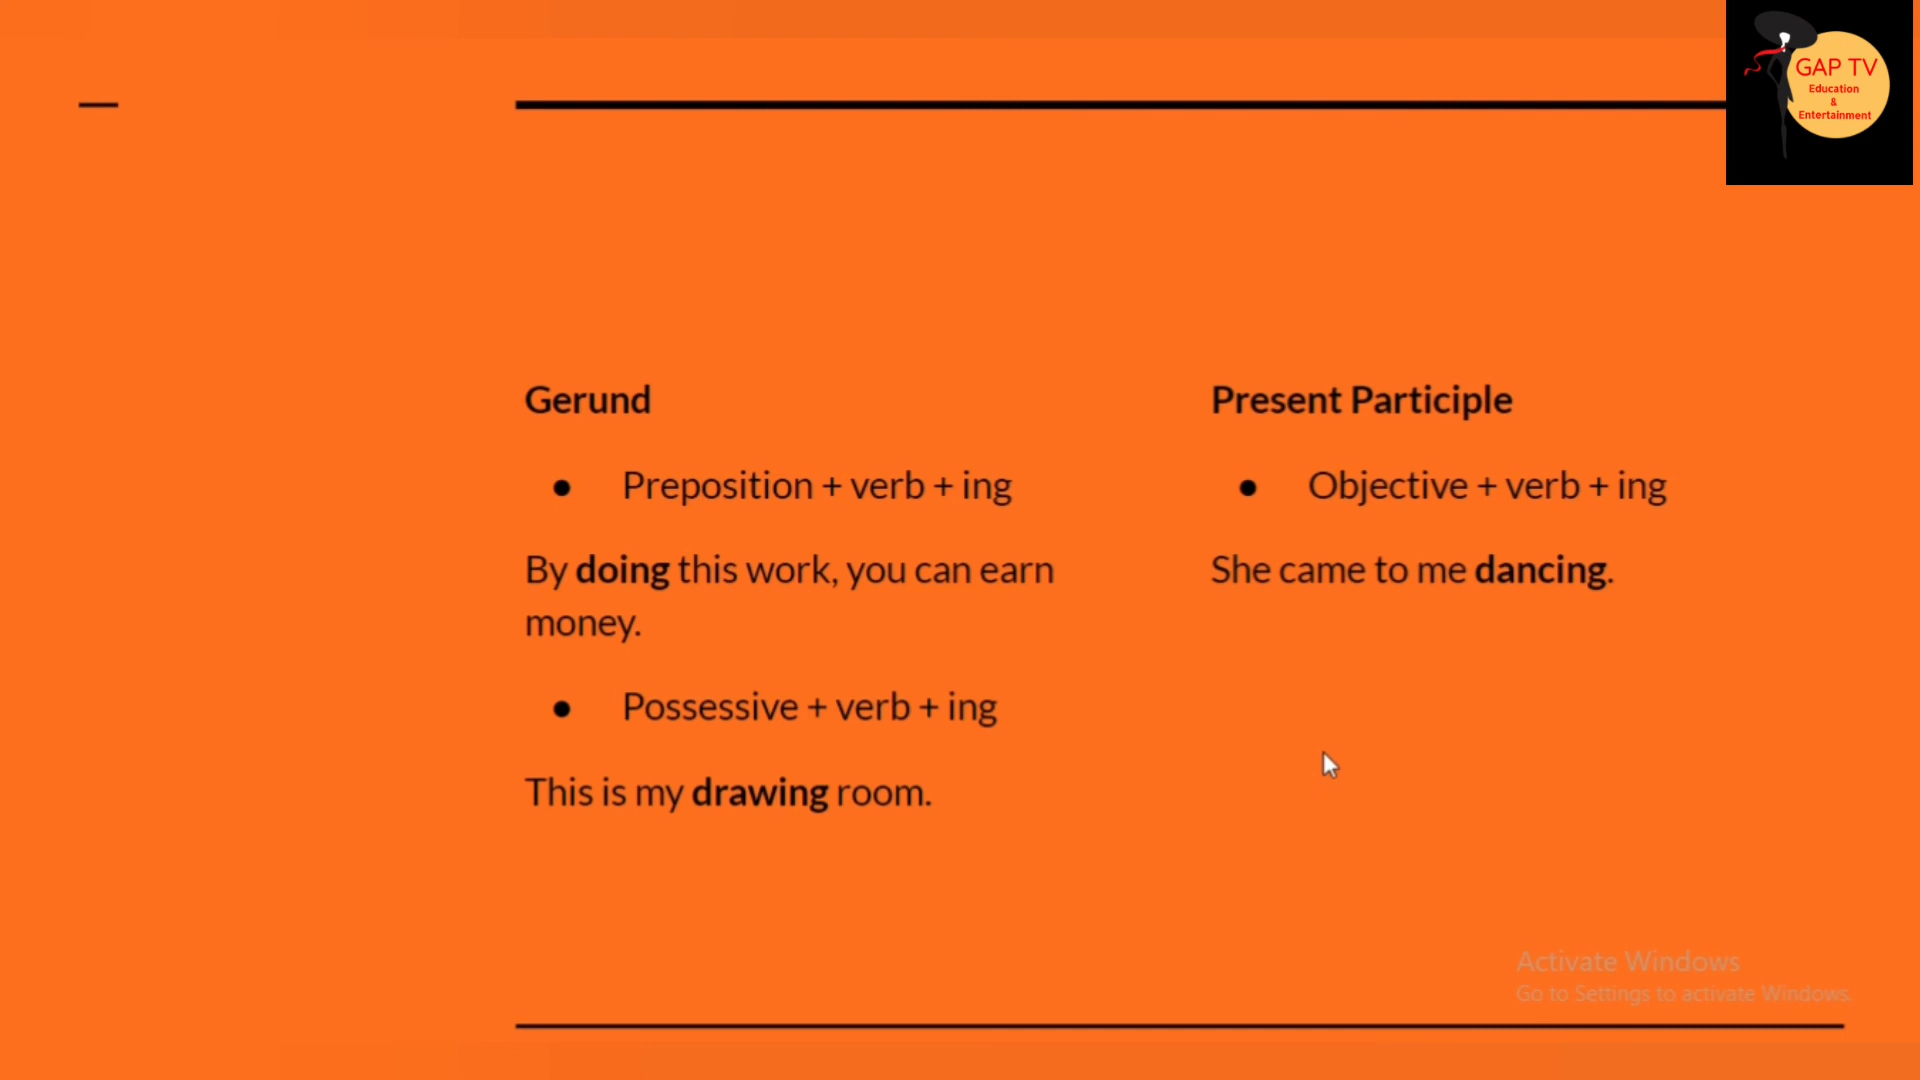 GAP TV
Education
&
Entertainment
Gerund
● Preposition + verb + ing
By doing this work, you can earn
money.
● Possessive + verb + ing
This is my drawing room.
Present Participle
● Objective + verb + ing
She came to me dancing.
Activate Windows
Go to Settings to activate Windows.